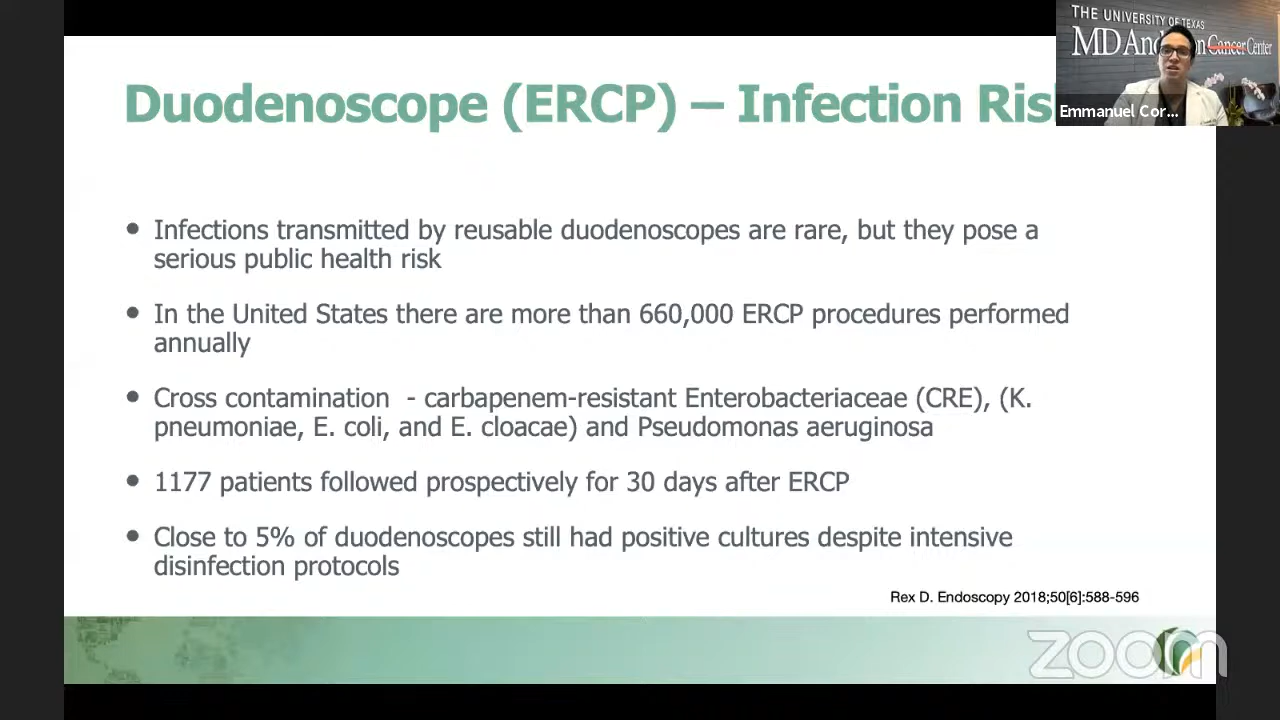 THE UNIVERSITY OF TEXAS
MD Cancer Center
Emmanuel Cor...
Duodenoscope (ERCP) – Infection
• Infections transmitted by reusable duodenoscopes are rare, but they pose a
serious public health risk
• In the United States there are more than 660,000 ERCP procedures performed
annually
• Cross contamination - carbapenem-resistant Enterobacteriaceae (CRE), (K.
pneumoniae, E. coli, and E. cloacae) and Pseudomonas aeruginosa
• 1177 patients followed prospectively for 30 days after ERCP
• Close to 5% of duodenoscopes still had positive cultures despite intensive
disinfection protocols
Rex D. Endoscopy 2018;50[6]:588-596
zoom